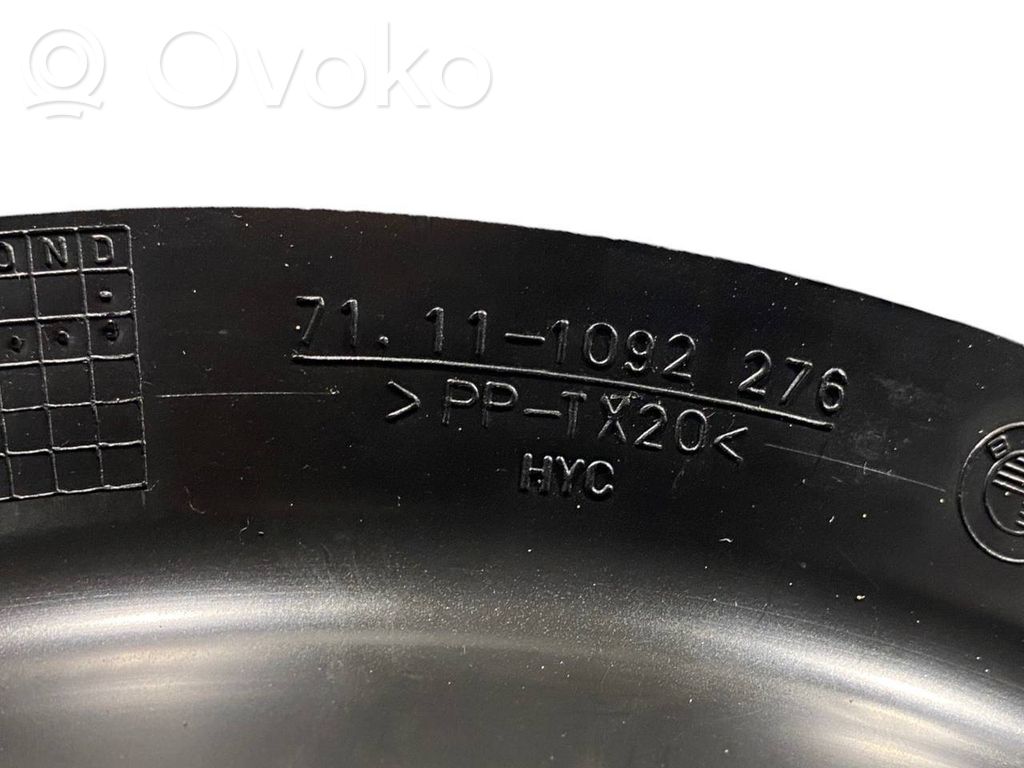 Ovoko
O N D
71.11-1092 276
>PP-TX20<
HYC
B